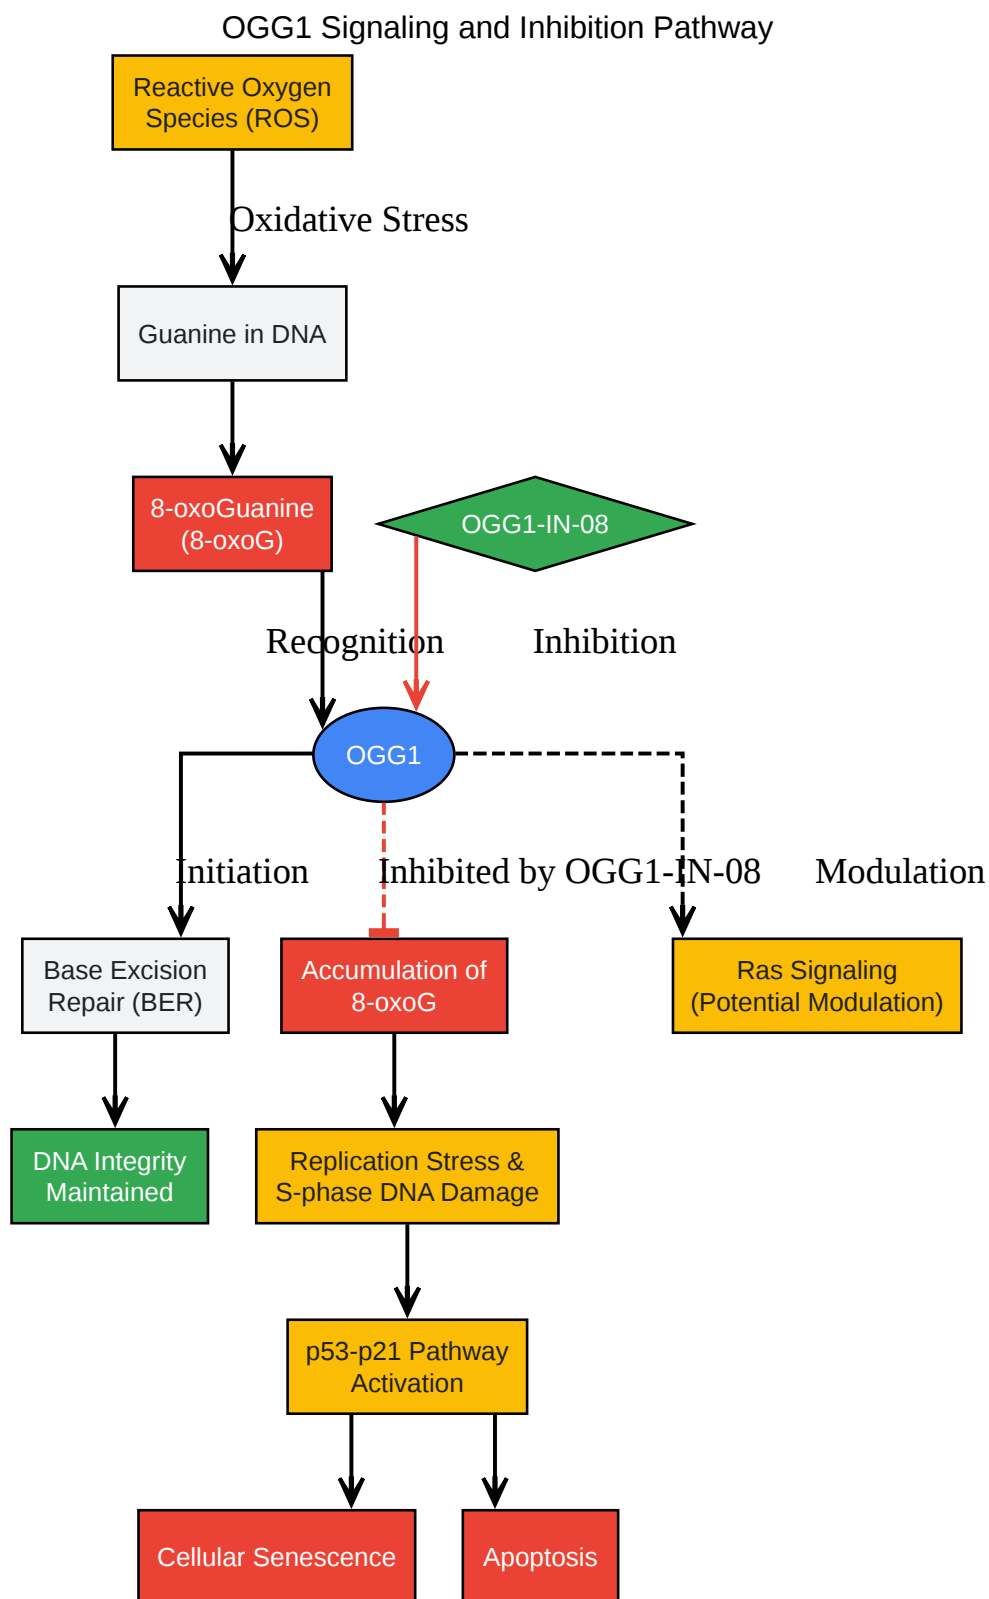 OGG1 Signaling and Inhibition Pathway
Reactive Oxygen
Species (ROS)
Oxidative Stress
Guanine in DNA
8-oxoGuanine
(8-oxoG)
OGG1-IN-08
Recognition
Inhibition
OGG1
Initiation
Inhibited by OGG1-IN-08
Modulation
Base Excision
Repair (BER)
Accumulation of
8-oxoG
Ras Signaling
(Potential Modulation)
DNA Integrity
Maintained
Replication Stress &
S-phase DNA Damage
p53-p21 Pathway
Activation
Cellular Senescence
Apoptosis